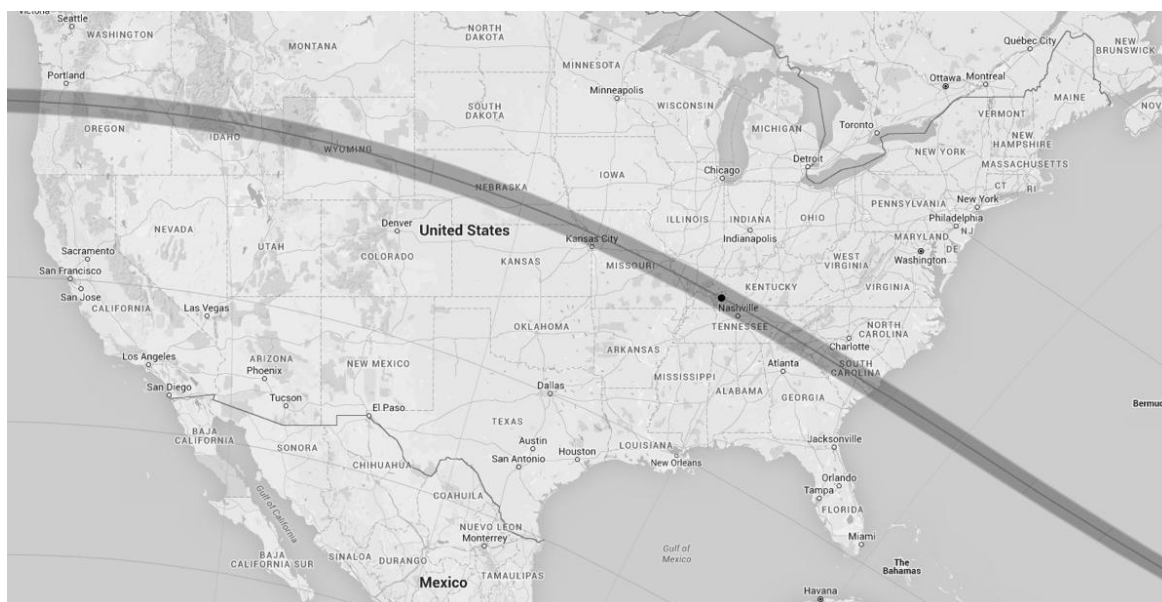 Victoria
Seattle
WASHINGTON
MONTANA
NORTH
DAKOTA
Québec City
NEW
BRUNSWICK
MINNESOTA
Portland
Minneapolis
WISCONSIN
Ottawa
Montreal
MAINE
NOV
SOUTH
DAKOTA
VERMONT
OREGON
IDAHO
MICHIGAN
Toronto
NEW
HAMPSHIRE
WYOMING
NEW YORK
MASSACHUSETTS
Detroit
IOWA
Chicago
CT
RI
NEBRASKA
PENNSYLVANIA
New York
ILLINOIS
INDIANA
OHIO
Philadelphia
NJ
NEVADA
Denver
United States
Indianapolis
MARYLAND
DE
Kansas City
UTAH
Sacramento
COLORADO
KANSAS
MISSOURI
WEST
VIRGINIA
Washington
San Francisco
San Jose
KENTUCKY
VIRGINIA
CALIFORNIA
Las Vegas
Nashville
TENNESSEE
OKLAHOMA
NORTH
CAROLINA
Charlotte
ARKANSAS
Los Angeles
ARIZONA
NEW MEXICO
Atlanta
SOUTH
CAROLINA
Phoenix
MISSISSIPPI
San Diego
Tucson
Dallas
ALABAMA
GEORGIA
Bermud
El Paso
TEXAS
BAJA
CALIFORNIA
SONORA
Austin
LOUISIANA
Jacksonville
San Antonio
Houston
New Orleans
CHIHUAHUA
Orlando
Tampa
COAHUILA
FLORIDA
Gulf of California
NUEVO LEON
Monterrey
Miami
Gulf of
Mexico
BAJA
CALIFORNIA SUR
SINALOA
DURANGO
The
Bahamas
Mexico
TAMAULIPAS
Havana